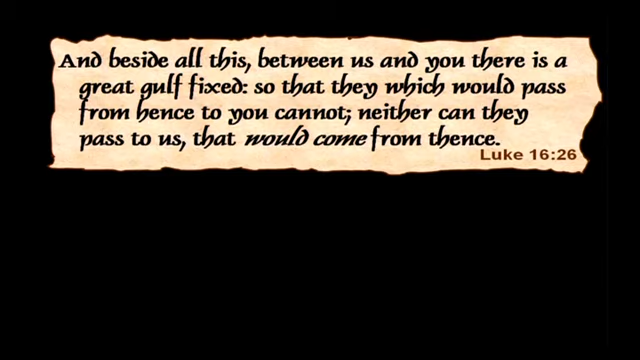 And beside all this, between us and you there is a
great gulf fixed: so that they which would pass
from hence to you cannot; neither can they
pass to us, that would come from thence.
Luke 16:26